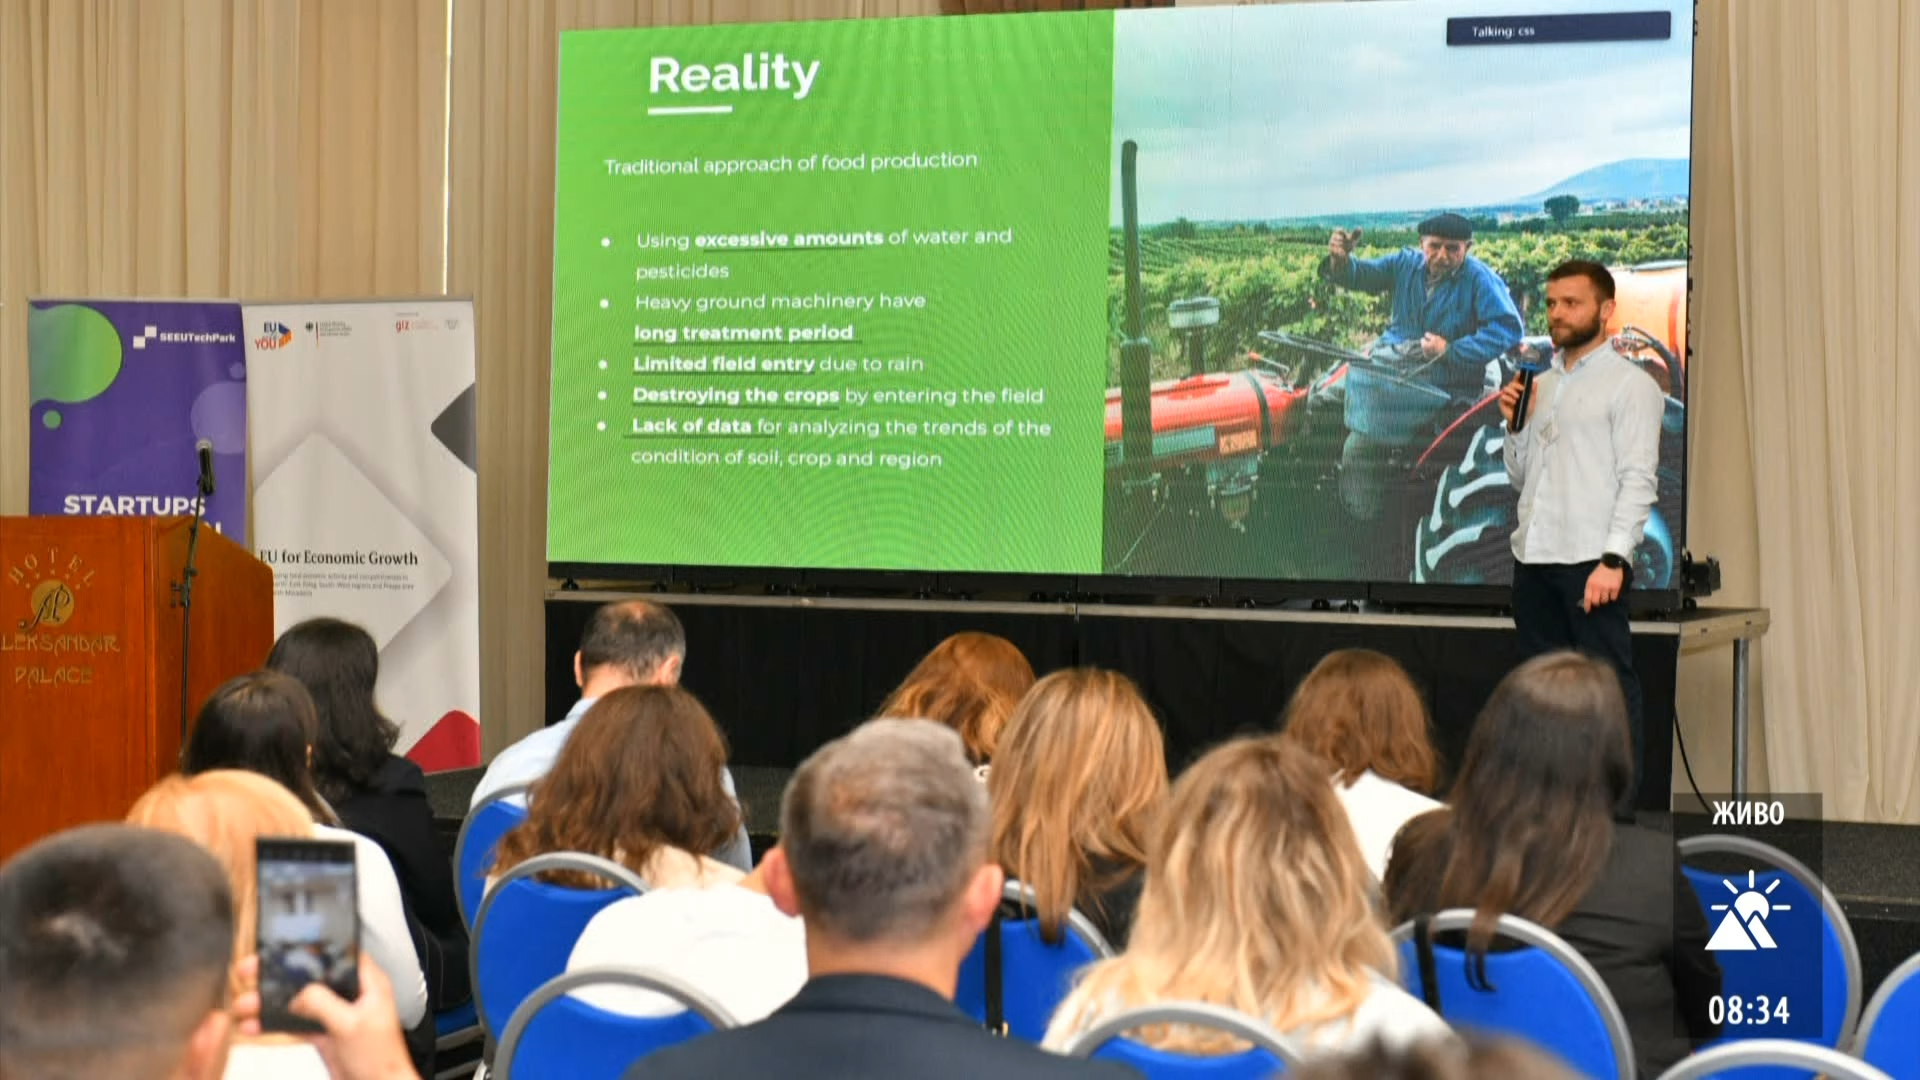 Talking: css
Reality
Traditional approach of food production
Using excessive amounts of water and
pesticides
Heavy ground machinery have
long treatment period
Limited field entry due to rain
Destroying the crops by entering the field
Lack of data for analyzing the trends of the
condition of soil, crop and region
SEEUTechPark
STARTUPS
EU
YOU
giz
EU for Economic Growth
HOTEL
AP
LEKSANDAR
PALACE
ЖИВО
08:34